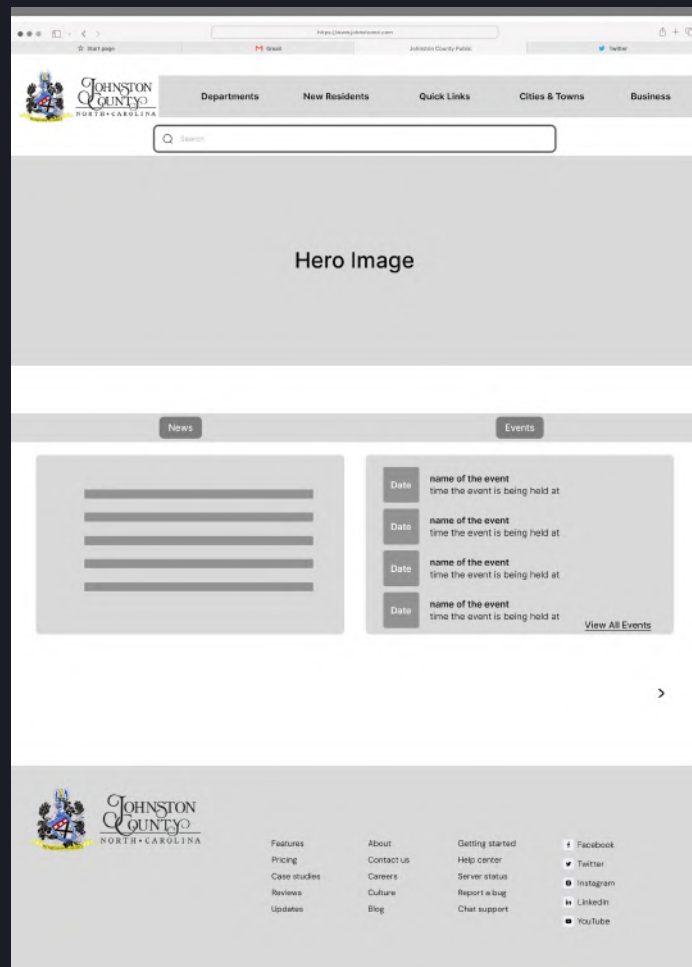 Start page
Gmail
Johnston County Public
Twitter
JOHNSTON
COUNTY
NORTH•CAROLINA
Departments
New Residents
Quick Links
Cities & Towns
Business
Search
Hero Image
News
Events
Date
name of the event
time the event is being held at
Date
name of the event
time the event is being held at
Date
name of the event
time the event is being held at
Date
name of the event
time the event is being held at
View All Events
JOHNSTON
COUNTY
NORTH•CAROLINA
Features
Pricing
Case studies
Reviews
Updates
About
Contact us
Careers
Culture
Blog
Getting started
Help center
Server status
Report a bug
Chat support
Facebook
Twitter
Instagram
LinkedIn
YouTube